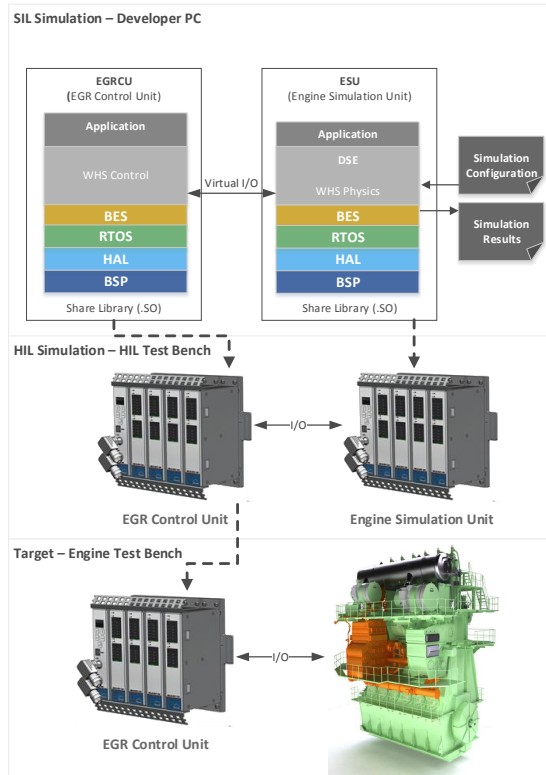 SIL Simulation – Developer PC
EGRCU
(EGR Control Unit)
Application
WHS Control
BES
RTOS
HAL
BSP
Share Library (.SO)
Virtual I/O
ESU
(Engine Simulation Unit)
Application
DSE
WHS Physics
BES
RTOS
HAL
BSP
Share Library (.SO)
Simulation
Configuration
Simulation
Results
HIL Simulation – HIL Test Bench
I/O
EGR Control Unit
Engine Simulation Unit
Target – Engine Test Bench
I/O
EGR Control Unit